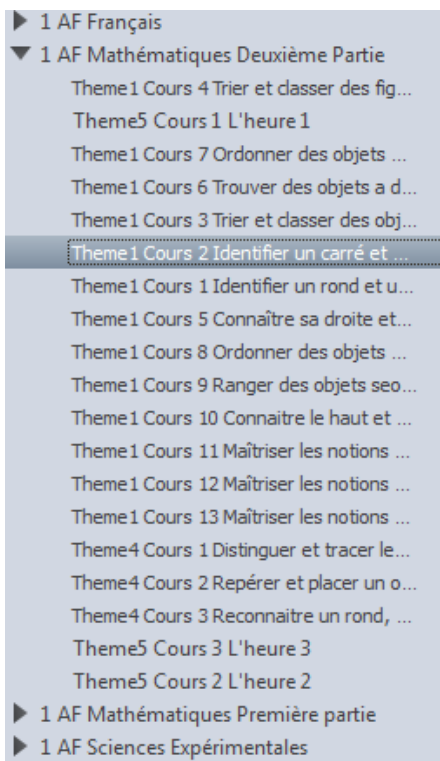 1 AF Français
1 AF Mathématiques Deuxième Partie
Theme1 Cours 4 Trier et classer des fig...
Theme5 Cours 1 L'heure 1
Theme1 Cours 7 Ordonner des objets ...
Theme1 Cours 6 Trouver des objets a d...
Theme1 Cours 3 Trier et classer des obj...
Theme1 Cours 2 Identifier un carré et ...
Theme1 Cours 1 Identifier un rond et u...
Theme1 Cours 5 Connaître sa droite et...
Theme1 Cours 8 Ordonner des objets ...
Theme1 Cours 9 Ranger des objets seo...
Theme1 Cours 10 Connaitre le haut et ...
Theme1 Cours 11 Maîtriser les notions ...
Theme1 Cours 12 Maîtriser les notions ...
Theme1 Cours 13 Maîtriser les notions ...
Theme4 Cours 1 Distinguer et tracer le...
Theme4 Cours 2 Repérer et placer un o...
Theme4 Cours 3 Reconnaitre un rond, ...
Theme5 Cours 3 L'heure 3
Theme5 Cours 2 L'heure 2
1 AF Mathématiques Première partie
1 AF Sciences Expérimentales